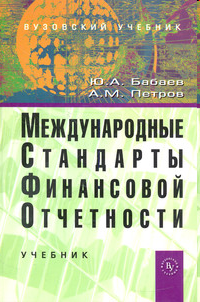 ВУЗОВСКИЙ УЧЕБНИК
Ю.А. Бабаев
А.М. Петров
МЕЖДУНАРОДНЫЕ
СТАНДАРТЫ
ФИНАНСОВОЙ
ОТЧЕТНОСТИ
УЧЕБНИК